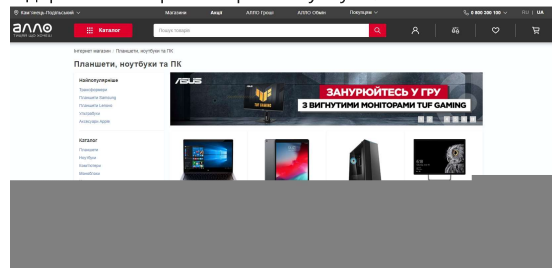 Кам'янець-Подільський
Магазини
Акції
АЛЛО Гроші
АЛЛО Обмін
Покупцям
0 800 300 100
RU | UA
алло
Каталог
Пошук товарів
Інтернет магазин
Планшети, ноутбуки та ПК
Планшети, ноутбуки та ПК
Найпопулярніше
Трансформери
Планшети Samsung
Планшети Lenovo
Аксесуари Apple
ASUS
TUF GAMING
ЗАНУРЮЙТЕСЬ У ГРУ
З ВИГНУТИМИ МОНІТОРАМИ TUF GAMING
Каталог
Планшети
Ноутбуки
Комп'ютери
Моноблоки